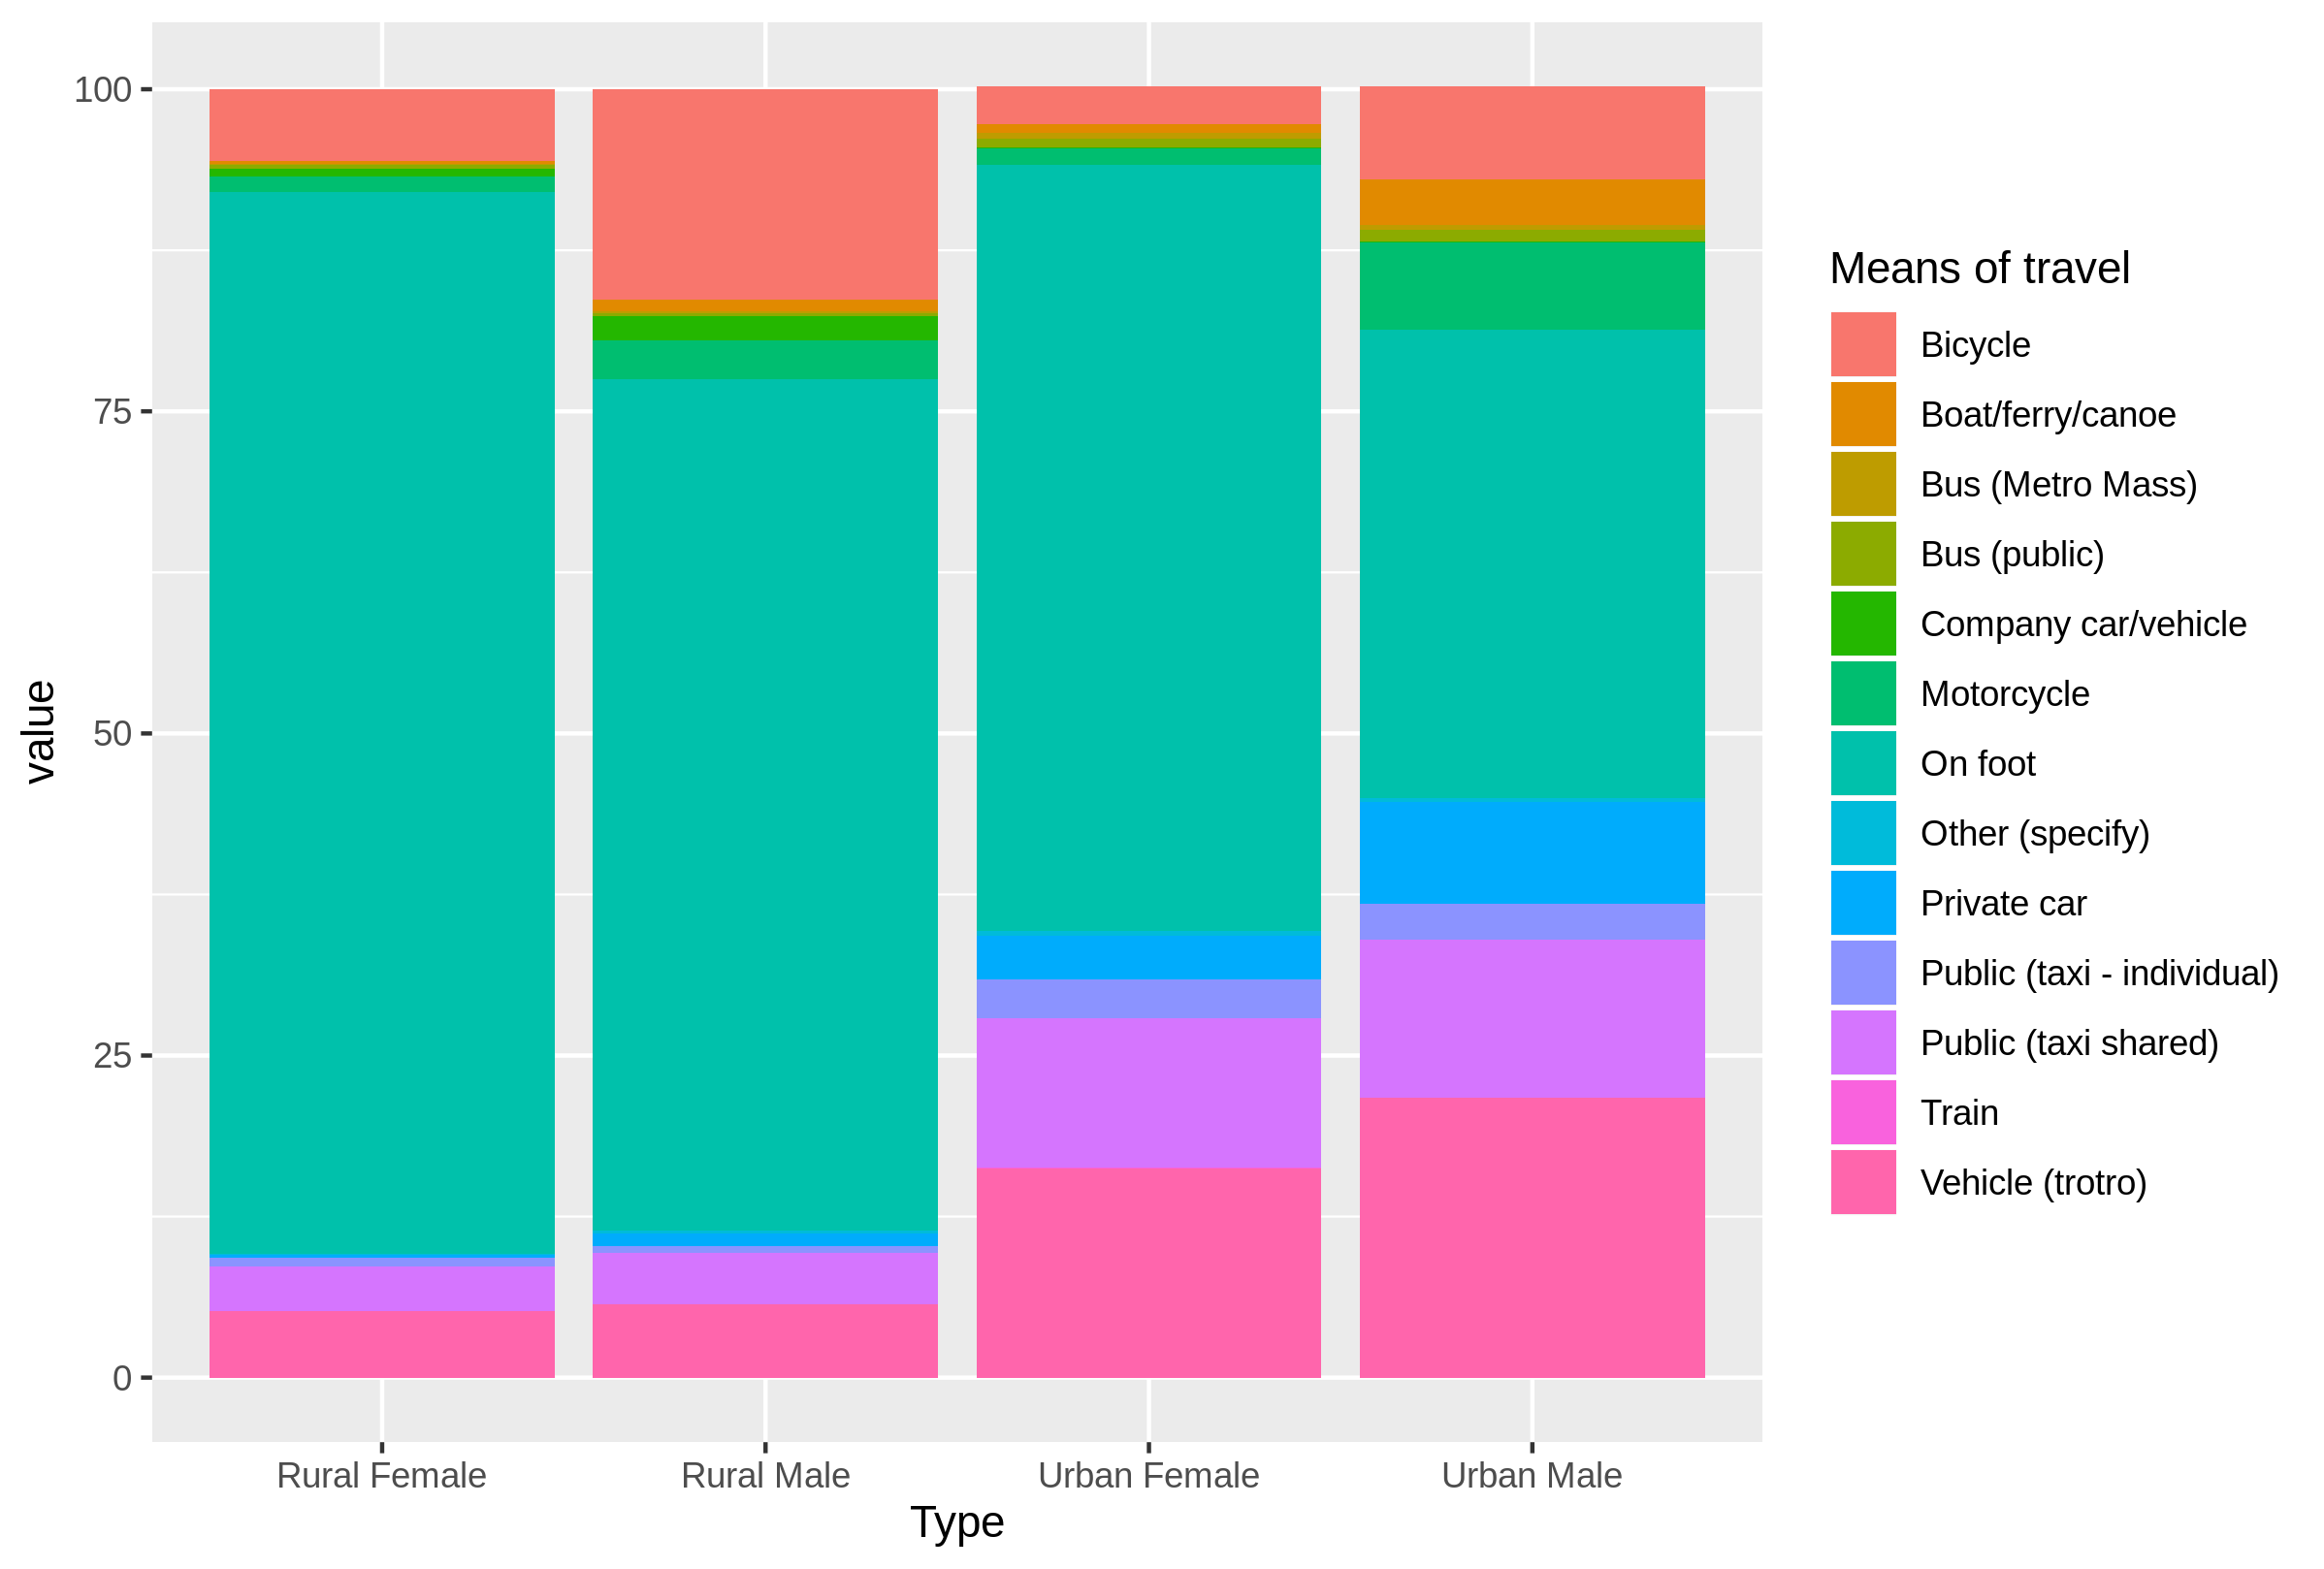 100
75
50
25
0
value
Rural Female
Rural Male
Urban Female
Urban Male
Type
Means of travel
Bicycle
Boat/ferry/canoe
Bus (Metro Mass)
Bus (public)
Company car/vehicle
Motorcycle
On foot
Other (specify)
Private car
Public (taxi - individual)
Public (taxi shared)
Train
Vehicle (trotro)